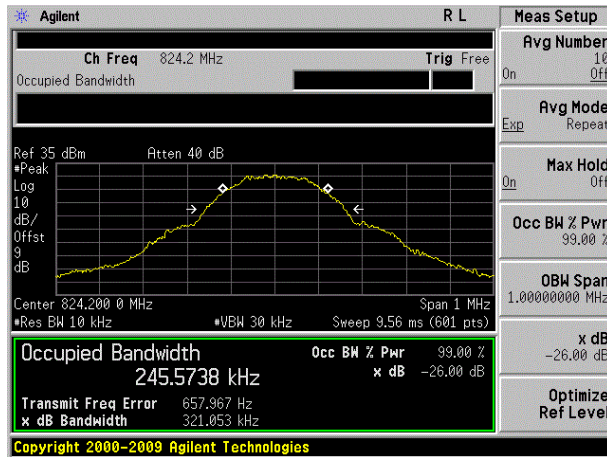 Agilent R L
Ch Freq 824.2 MHz Trig Free
Occupied Bandwidth
Ref 35 dBm Atten 40 dB
#Peak
Log
10
dB/
Offst
9
dB
Center 824.200 0 MHz Span 1 MHz
#Res BW 10 kHz #VBW 30 kHz Sweep 9.56 ms (601 pts)
Occupied Bandwidth Occ BW % Pwr 99.00 %
245.5738 kHz x dB -26.00 dB
Transmit Freq Error 657.967 Hz
x dB Bandwidth 321.053 kHz
Copyright 2000-2009 Agilent Technologies
Meas Setup
Avg Number
10
On Off
Avg Mode
Exp Repeat
Max Hold
On Off
Occ BW % Pwr
99.00 %
OBW Span
1.00000000 MHz
x dB
-26.00 dB
Optimize
Ref Level